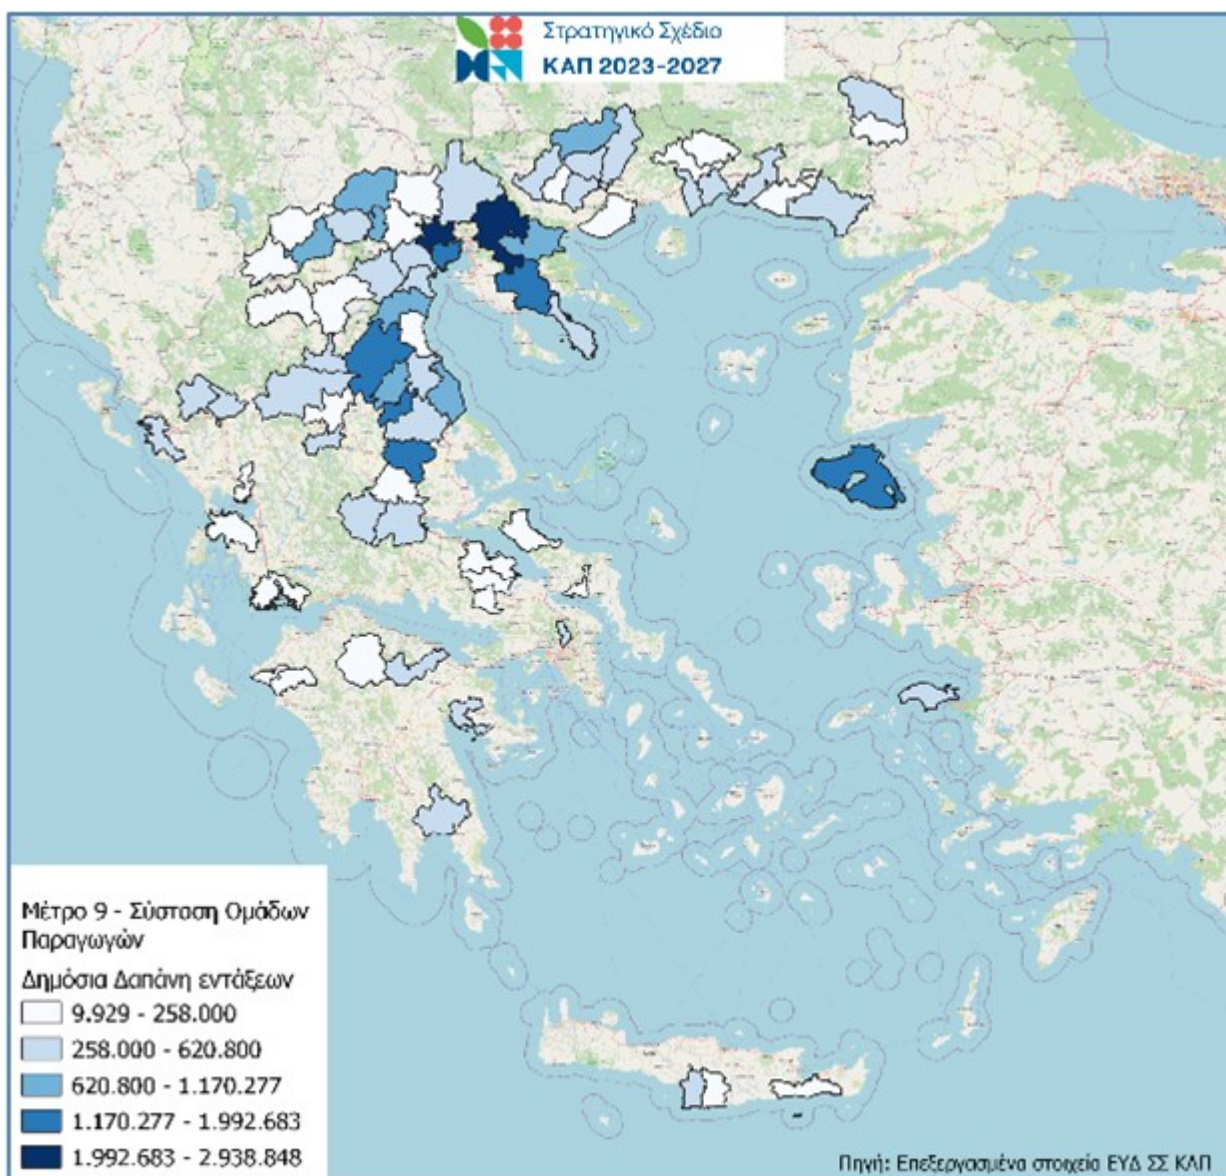 Στρατηγικό Σχέδιο
ΚΑΠ 2023-2027
Μέτρο 9 - Σύσταση Ομάδων
Παραγωγών
Δημόσια Δαπάνη εντάξεων
9.929 - 258.000
258.000 - 620.800
620.800 - 1.170.277
1.170.277 - 1.992.683
1.992.683 - 2.938.848
Πηγή: Επεξεργασμένα στοιχεία ΕΥΔ ΣΣ ΚΑΠ